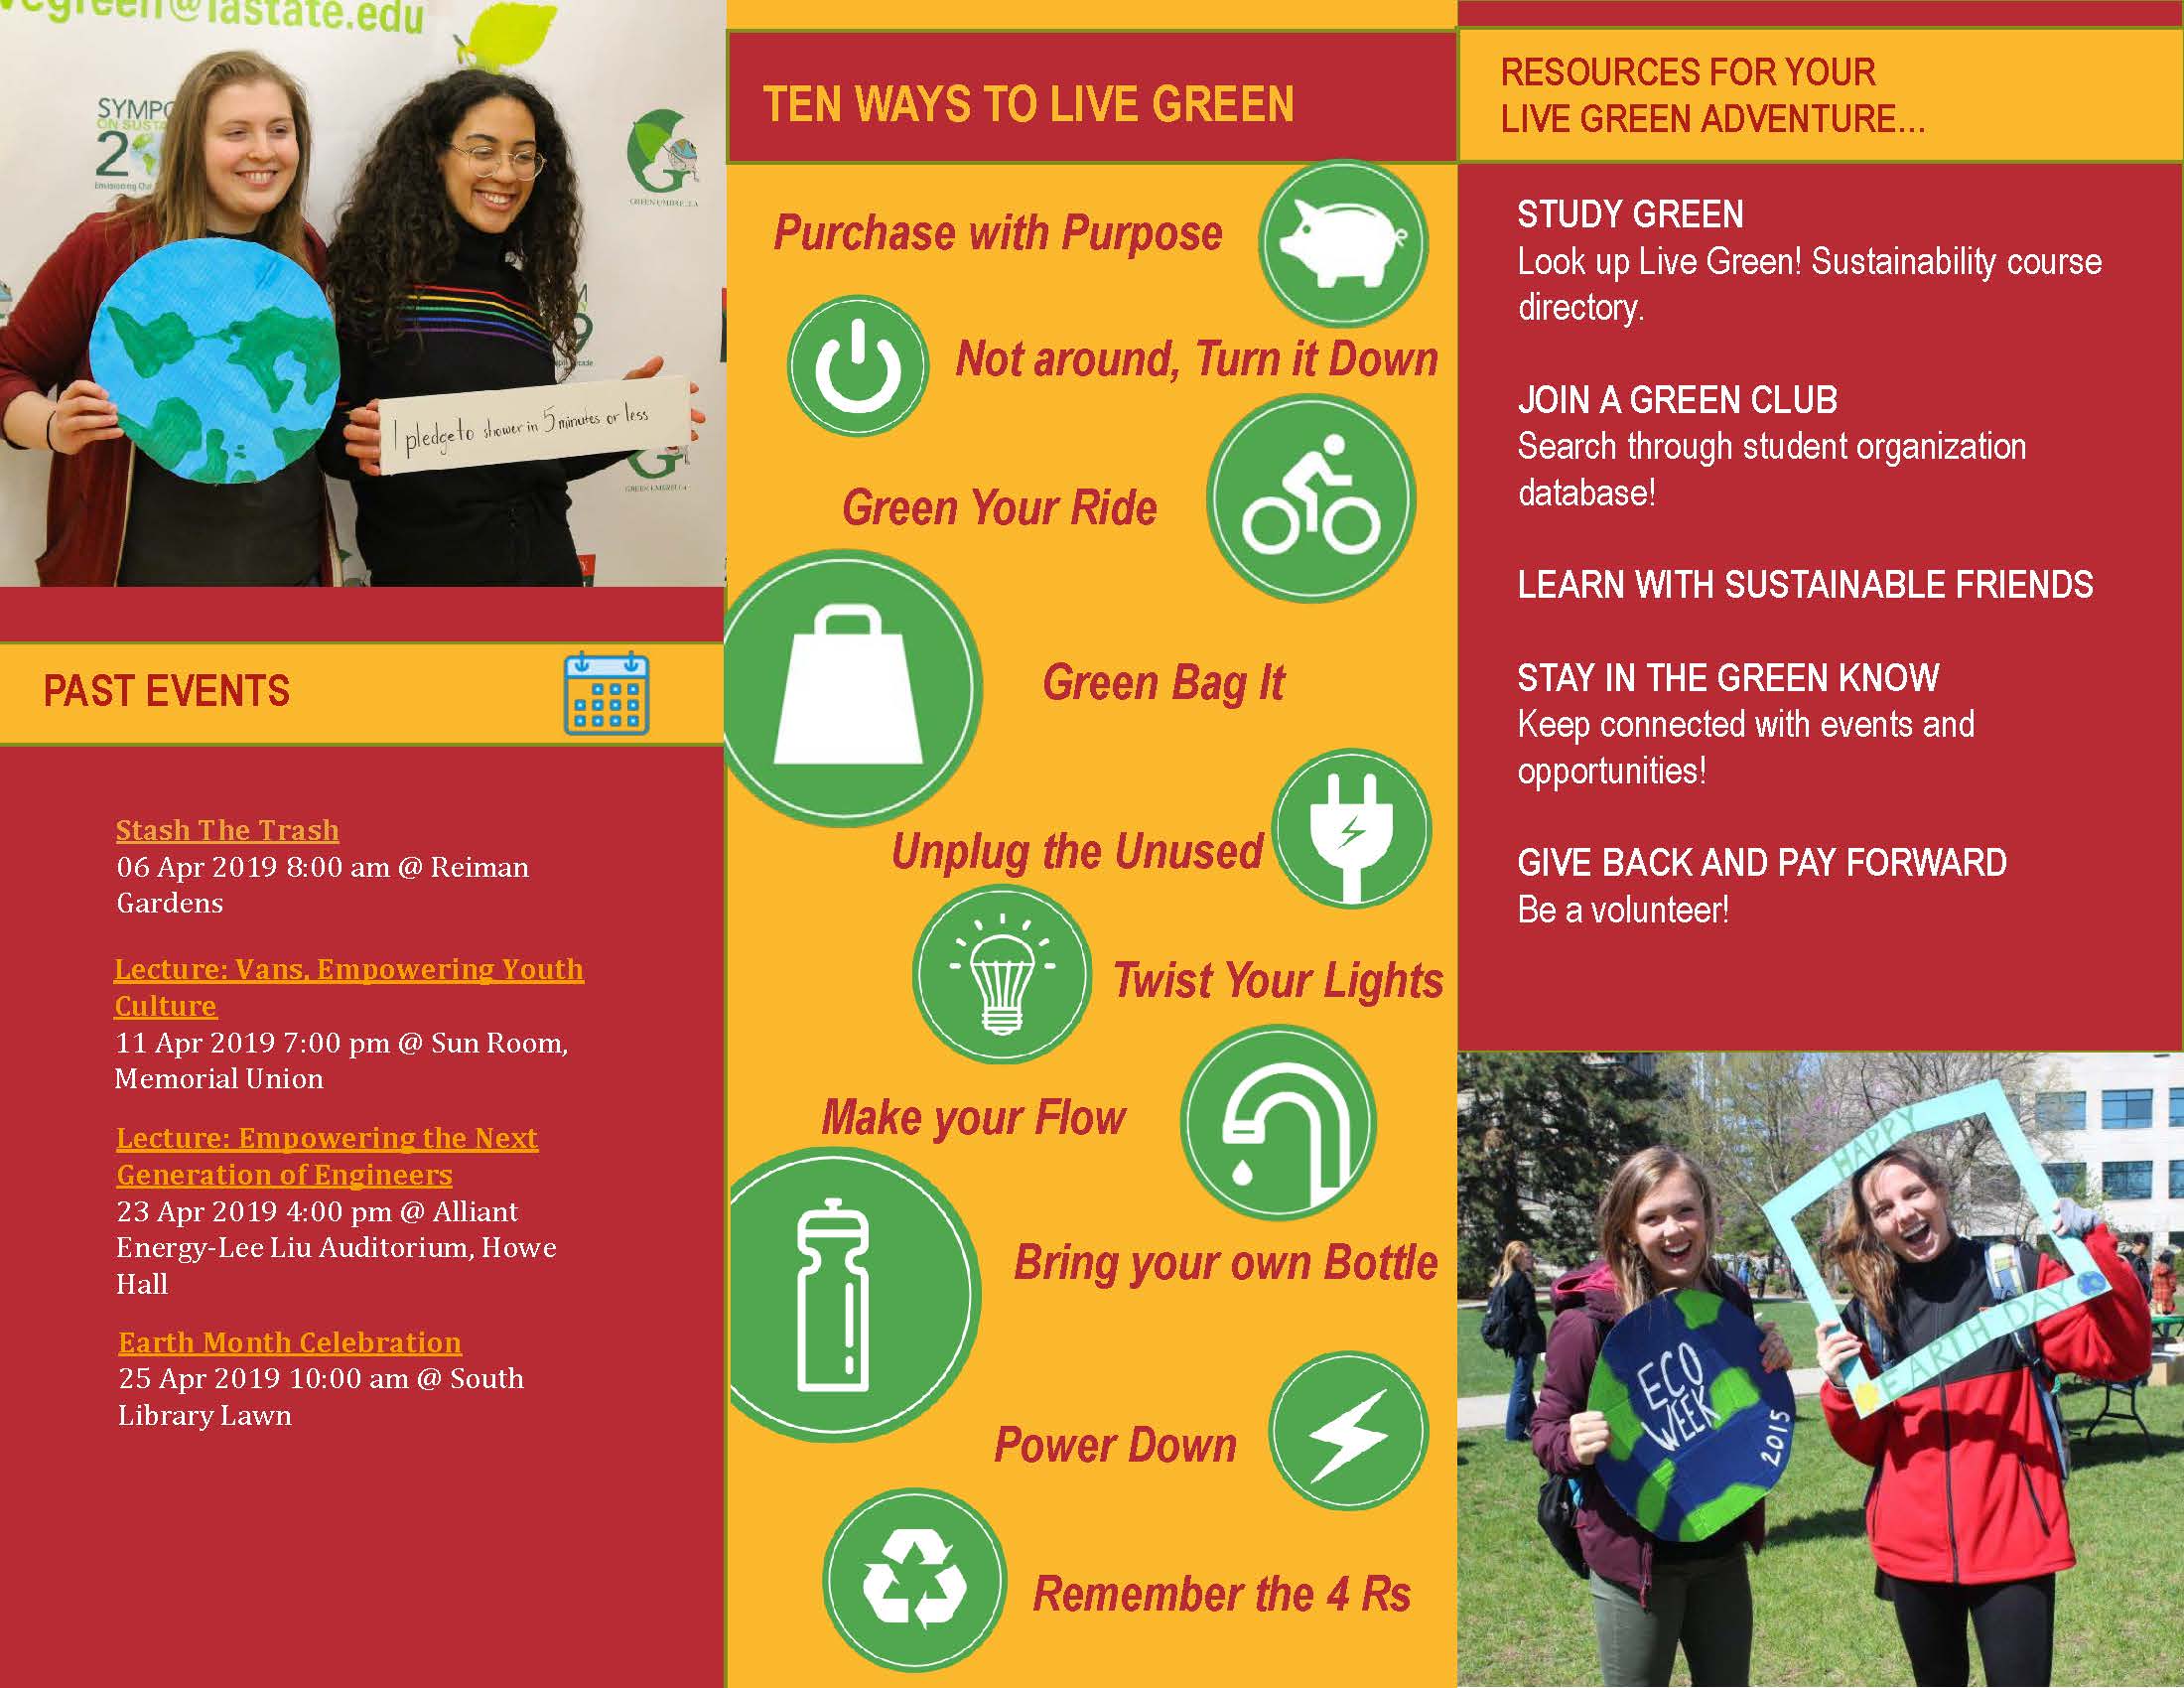 vegreen@iastate.edu
SYMPO
ON SUSTA
2
GREEN UMBRELLA
I pledge to shower in 5 minutes or less
GREEN UMBRELLA
PAST EVENTS
Stash The Trash
06 Apr 2019 8:00 am @ Reiman
Gardens
Lecture: Vans, Empowering Youth
Culture
11 Apr 2019 7:00 pm @ Sun Room,
Memorial Union
Lecture: Empowering the Next
Generation of Engineers
23 Apr 2019 4:00 pm @ Alliant
Energy-Lee Liu Auditorium, Howe
Hall
Earth Month Celebration
25 Apr 2019 10:00 am @ South
Library Lawn
TEN WAYS TO LIVE GREEN
Purchase with Purpose
Not around, Turn it Down
Green Your Ride
Green Bag It
Unplug the Unused
Twist Your Lights
Make your Flow
Bring your own Bottle
Power Down
Remember the 4 Rs
RESOURCES FOR YOUR
LIVE GREEN ADVENTURE...
STUDY GREEN
Look up Live Green! Sustainability course
directory.
JOIN A GREEN CLUB
Search through student organization
database!
LEARN WITH SUSTAINABLE FRIENDS
STAY IN THE GREEN KNOW
Keep connected with events and
opportunities!
GIVE BACK AND PAY FORWARD
Be a volunteer!
HAPPY
EARTH DAY
ECO
WEEK
2015